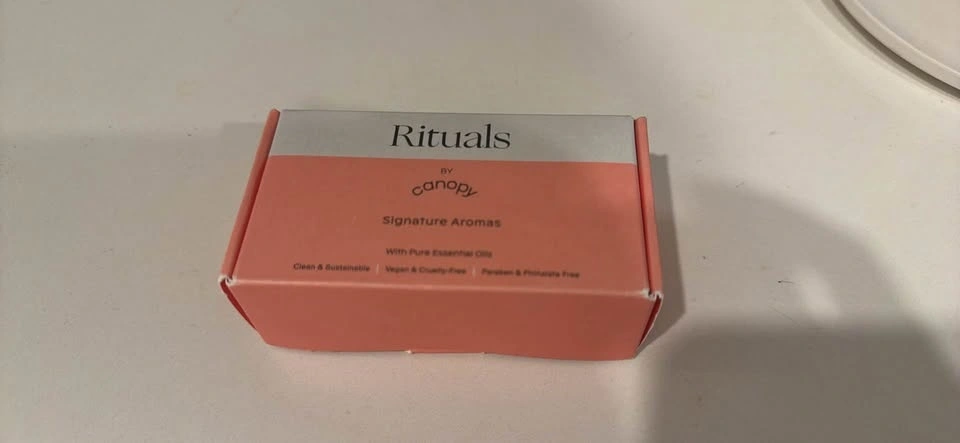 Rituals
BY
canopy
Signature Aromas
With Pure Essential Oils
Clean & Sustainable | Vegan & Cruelty-Free | Paraben & Phthalate Free